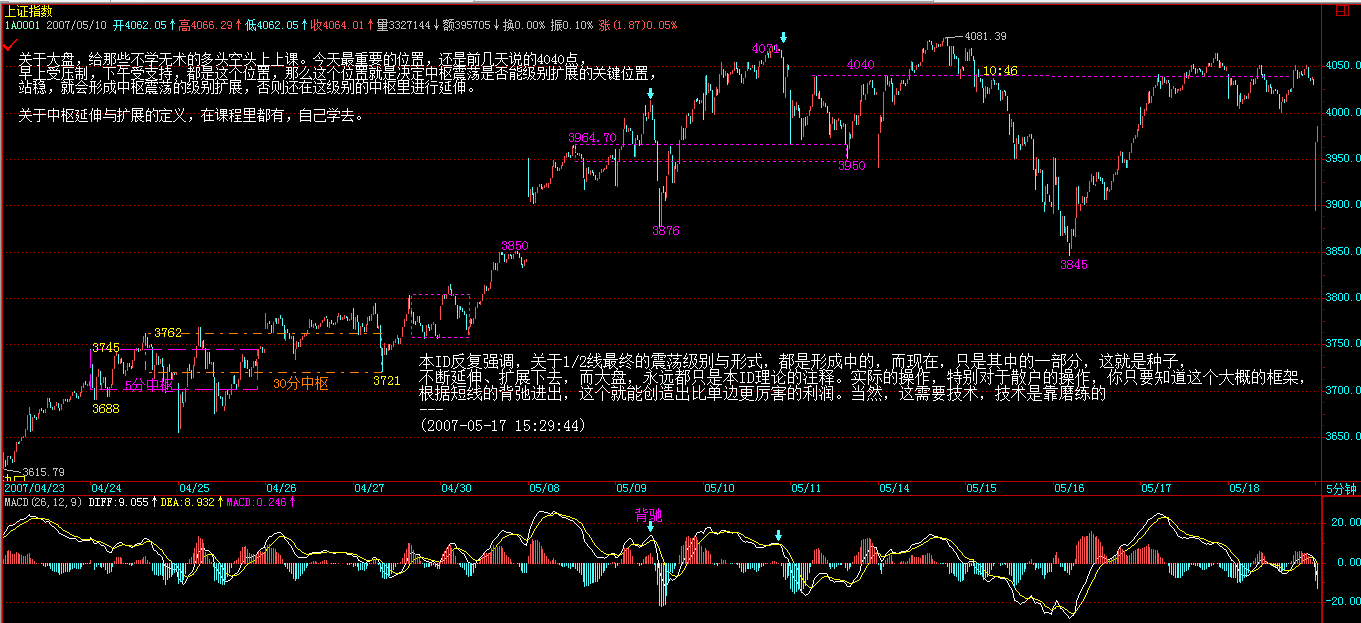 上证指数
1A0001 2007/05/10 开4062.05↑高4066.29↑低4062.05↑收4064.01↑量3327144↓额395705↓换0.00% 振0.10% 涨(1.87)0.05%
关于大盘，给那些不学无术的多头空头上上课。今天最重要的位置，还是前几天说的4040点，
早上受压制，下午受支持，都是这个位置，那么这个位置就是决定中枢震荡是否能级别扩展的关键位置，
站稳，就会形成中枢震荡的级别扩展，否则还在这级别的中枢里进行延伸。
关于中枢延伸与扩展的定义，在课程里都有，自己学去。
4081.39
4071
4040
10:46
3964.70
3950
3876
3850
3845
3762
3745
5分中枢
30分中枢
3721
3688
3615.79
4050.0
4000.0
3950.0
3900.0
3850.0
3800.0
3750.0
3700.0
3650.0
本ID反复强调，关于1/2线最终的震荡级别与形式，都是形成中的，而现在，只是其中的一部分，这就是种子，
不断延伸、扩展下去，而大盘，永远都只是本ID理论的注释。实际的操作，特别对于散户的操作，你只要知道这个大概的框架，
根据短线的背弛进出，这个就能创造出比单边更厉害的利润。当然，这需要技术，技术是靠磨练的
---
(2007-05-17 15:29:44)
2007/04/23 04/24 04/25 04/26 04/27 04/30 05/08 05/09 05/10 05/11 05/14 05/15 05/16 05/17 05/18 5分钟
MACD(26,12,9) DIFF:9.055↑DEA:8.932↑MACD:0.246↑
背驰
20.00
0.00
-20.00